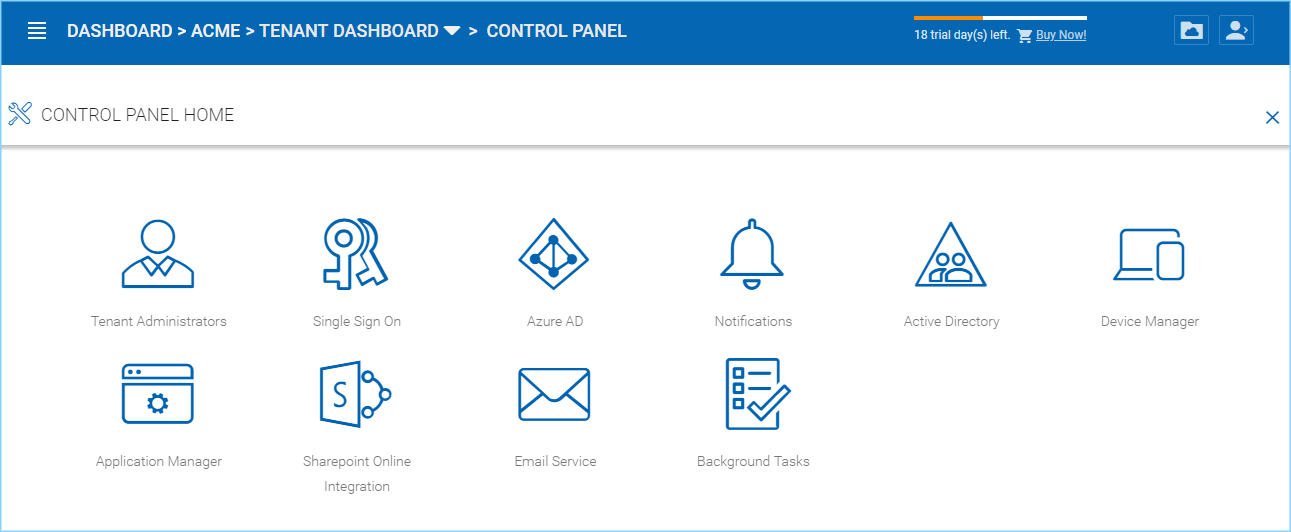 DASHBOARD > ACME > TENANT DASHBOARD > CONTROL PANEL
18 trial day(s) left. Buy Now!
CONTROL PANEL HOME
Tenant Administrators
Single Sign On
Azure AD
Notifications
Active Directory
Device Manager
Application Manager
S
Sharepoint Online
Integration
Email Service
Background Tasks